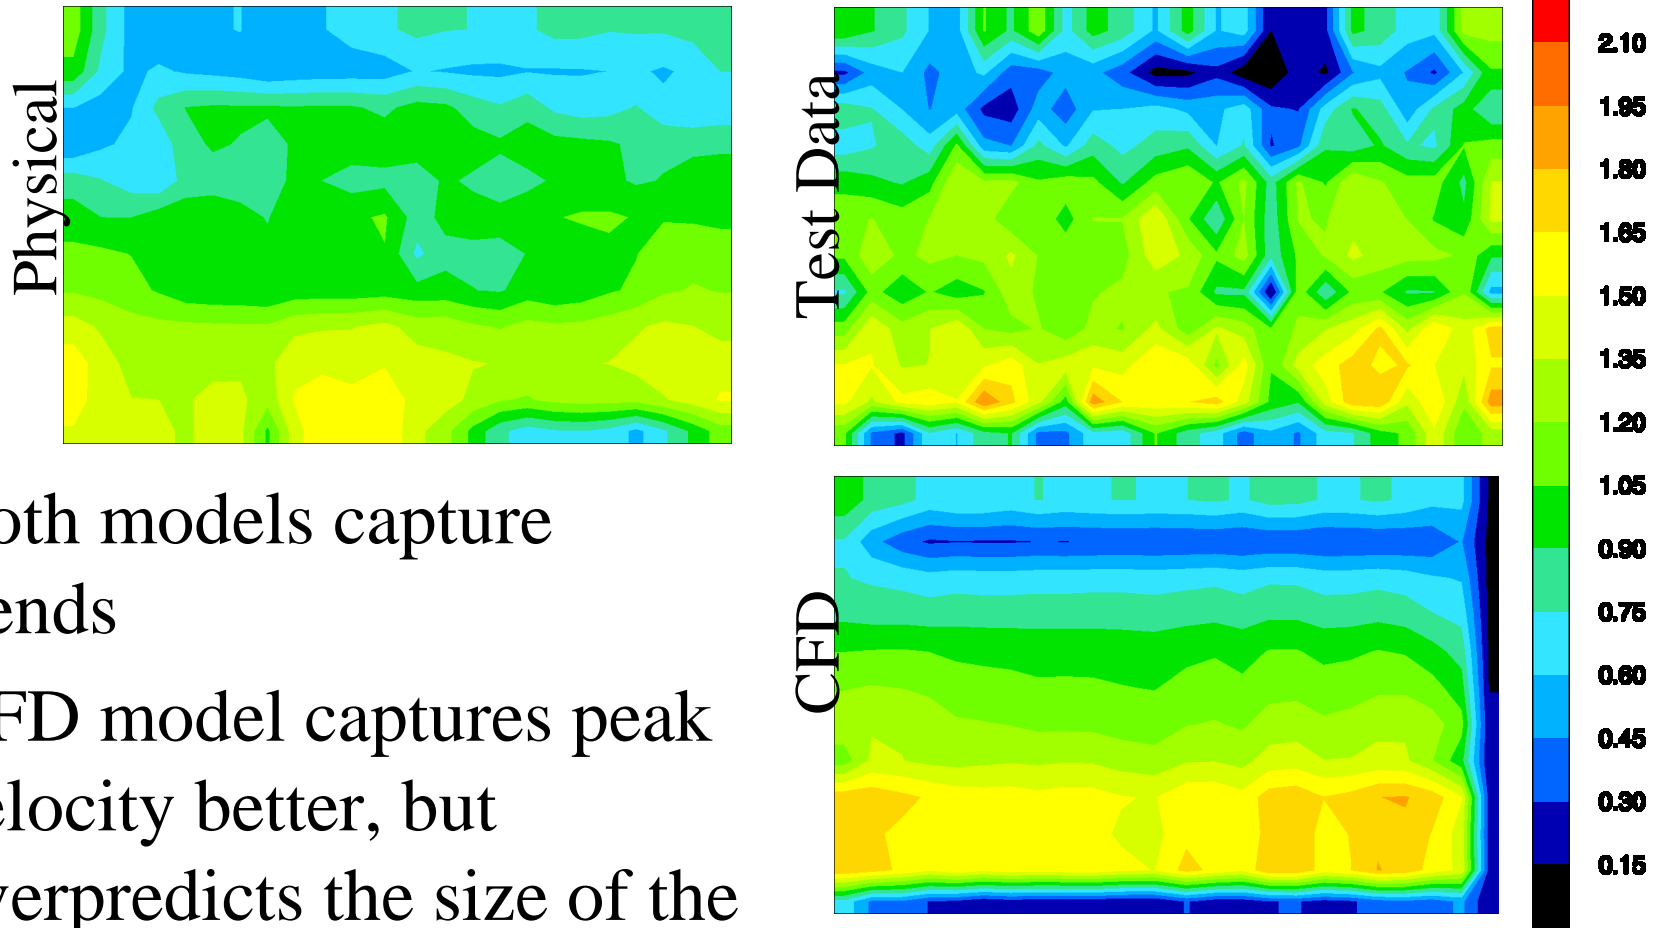 Physical
Test Data
CFD
oth models capture
ends
FD model captures peak
elocity better, but
verpredicts the size of the
2.10
1.95
1.80
1.65
1.50
1.35
1.20
1.05
0.90
0.75
0.60
0.45
0.30
0.15